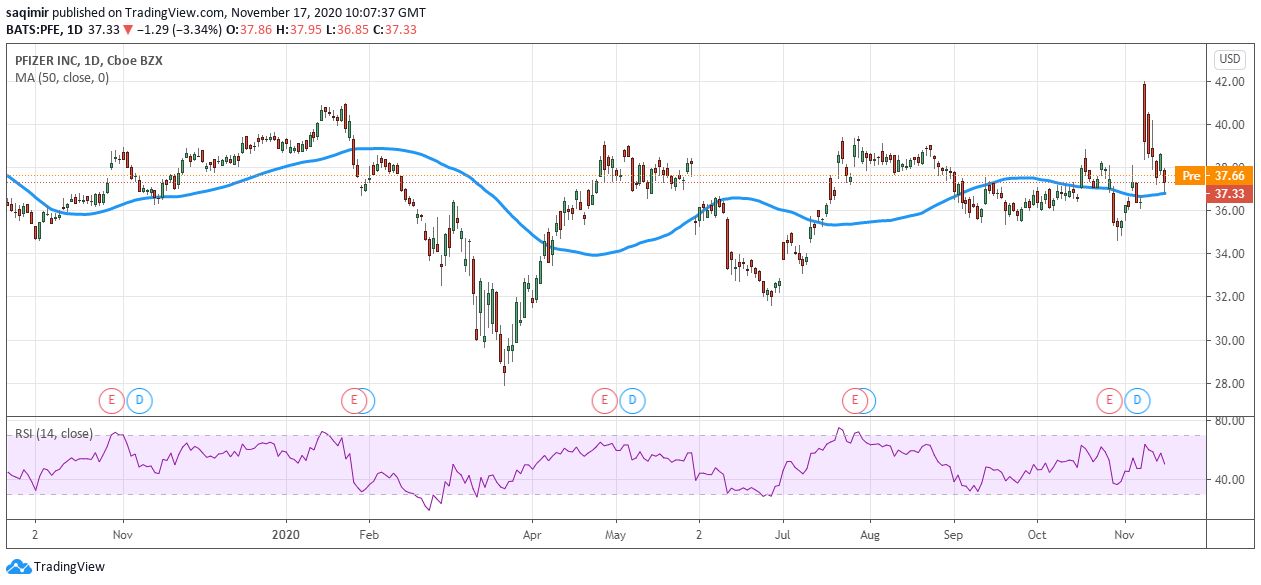 saqimir published on TradingView.com, November 17, 2020 10:07:37 GMT
BATS:PFE, 1D 37.33 ▼ −1.29 (−3.34%) O:37.86 H:37.95 L:36.85 C:37.33
PFIZER INC, 1D, Cboe BZX
MA (50, close, 0)
USD
42.00
40.00
38.00
Pre 37.66
37.33
36.00
34.00
32.00
30.00
28.00
E D E E D E E D
RSI (14, close)
80.00
40.00
2 Nov 2020 Feb Apr May 2 Jul Aug Sep Oct Nov
TradingView